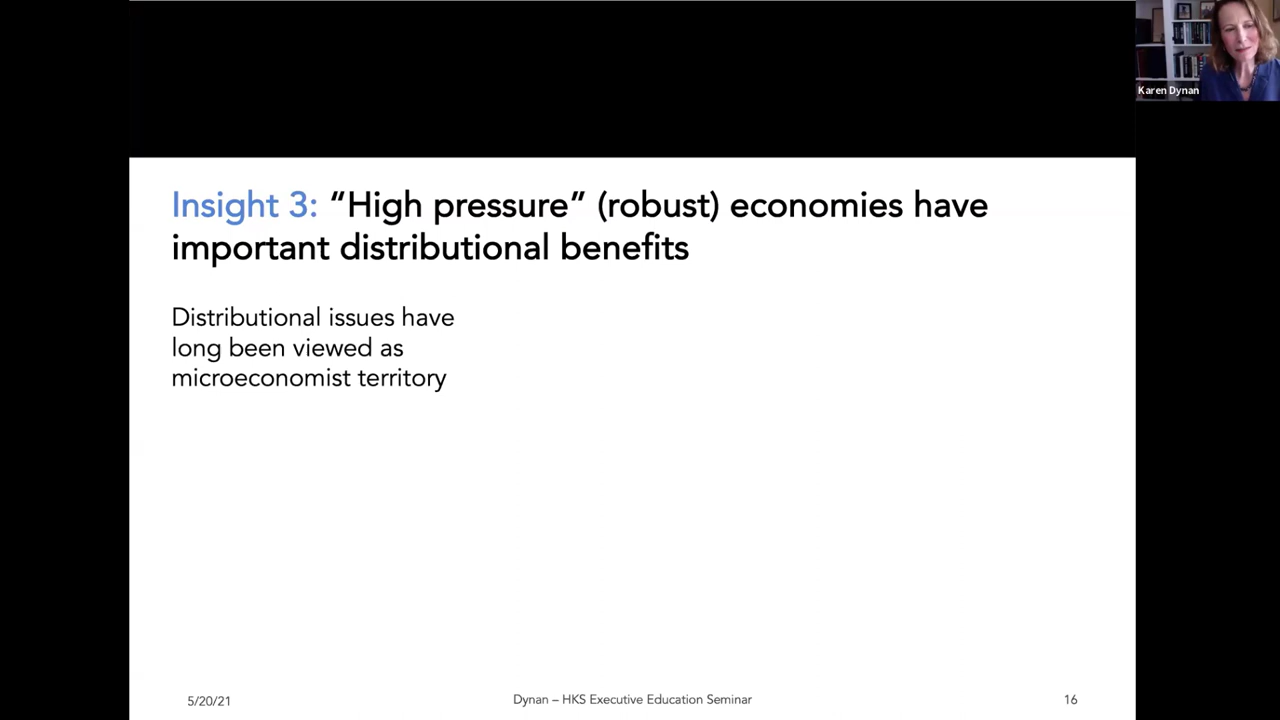 Karen Dynan
Insight 3: “High pressure” (robust) economies have
important distributional benefits
Distributional issues have
long been viewed as
microeconomist territory
5/20/21
Dynan – HKS Executive Education Seminar
16